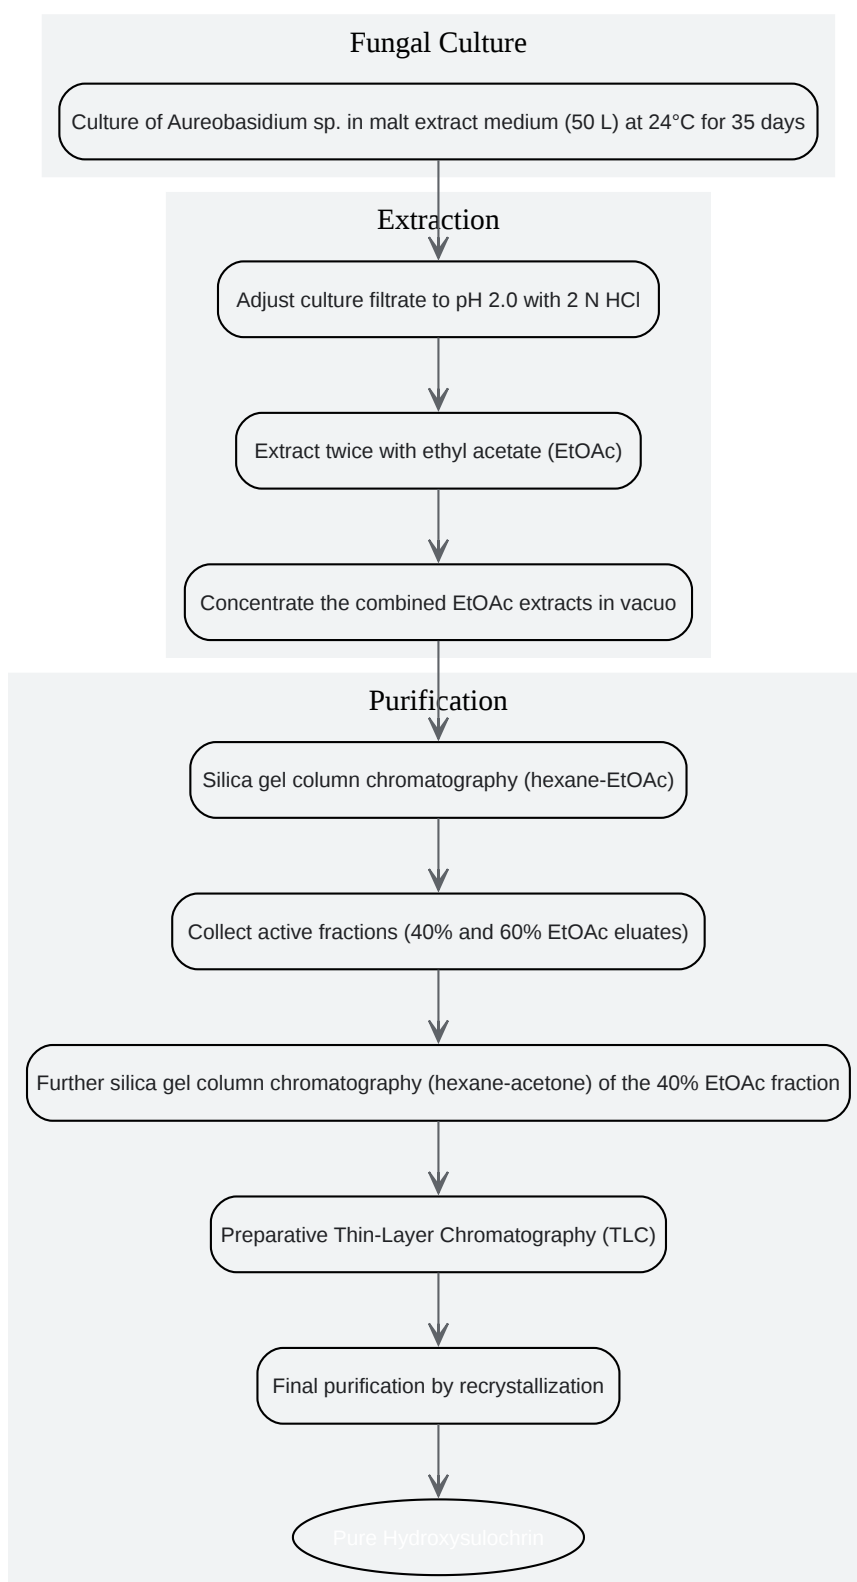 Fungal Culture
Culture of Aureobasidium sp. in malt extract medium (50 L) at 24°C for 35 days
Extraction
Adjust culture filtrate to pH 2.0 with 2 N HCl
Extract twice with ethyl acetate (EtOAc)
Concentrate the combined EtOAc extracts in vacuo
Purification
Silica gel column chromatography (hexane-EtOAc)
Collect active fractions (40% and 60% EtOAc eluates)
Further silica gel column chromatography (hexane-acetone) of the 40% EtOAc fraction
Preparative Thin-Layer Chromatography (TLC)
Final purification by recrystallization
Pure Hydroxysulochrin